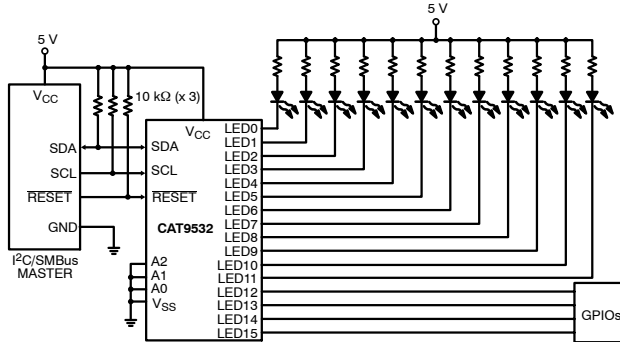 5 V
5 V
10 kΩ (x 3)
VCC
SDA
SCL
RESET
GND
I2C/SMBus
MASTER
VCC
SDA
SCL
RESET
CAT9532
A2
A1
A0
VSS
LED0
LED1
LED2
LED3
LED4
LED5
LED6
LED7
LED8
LED9
LED10
LED11
LED12
LED13
LED14
LED15
GPIOs